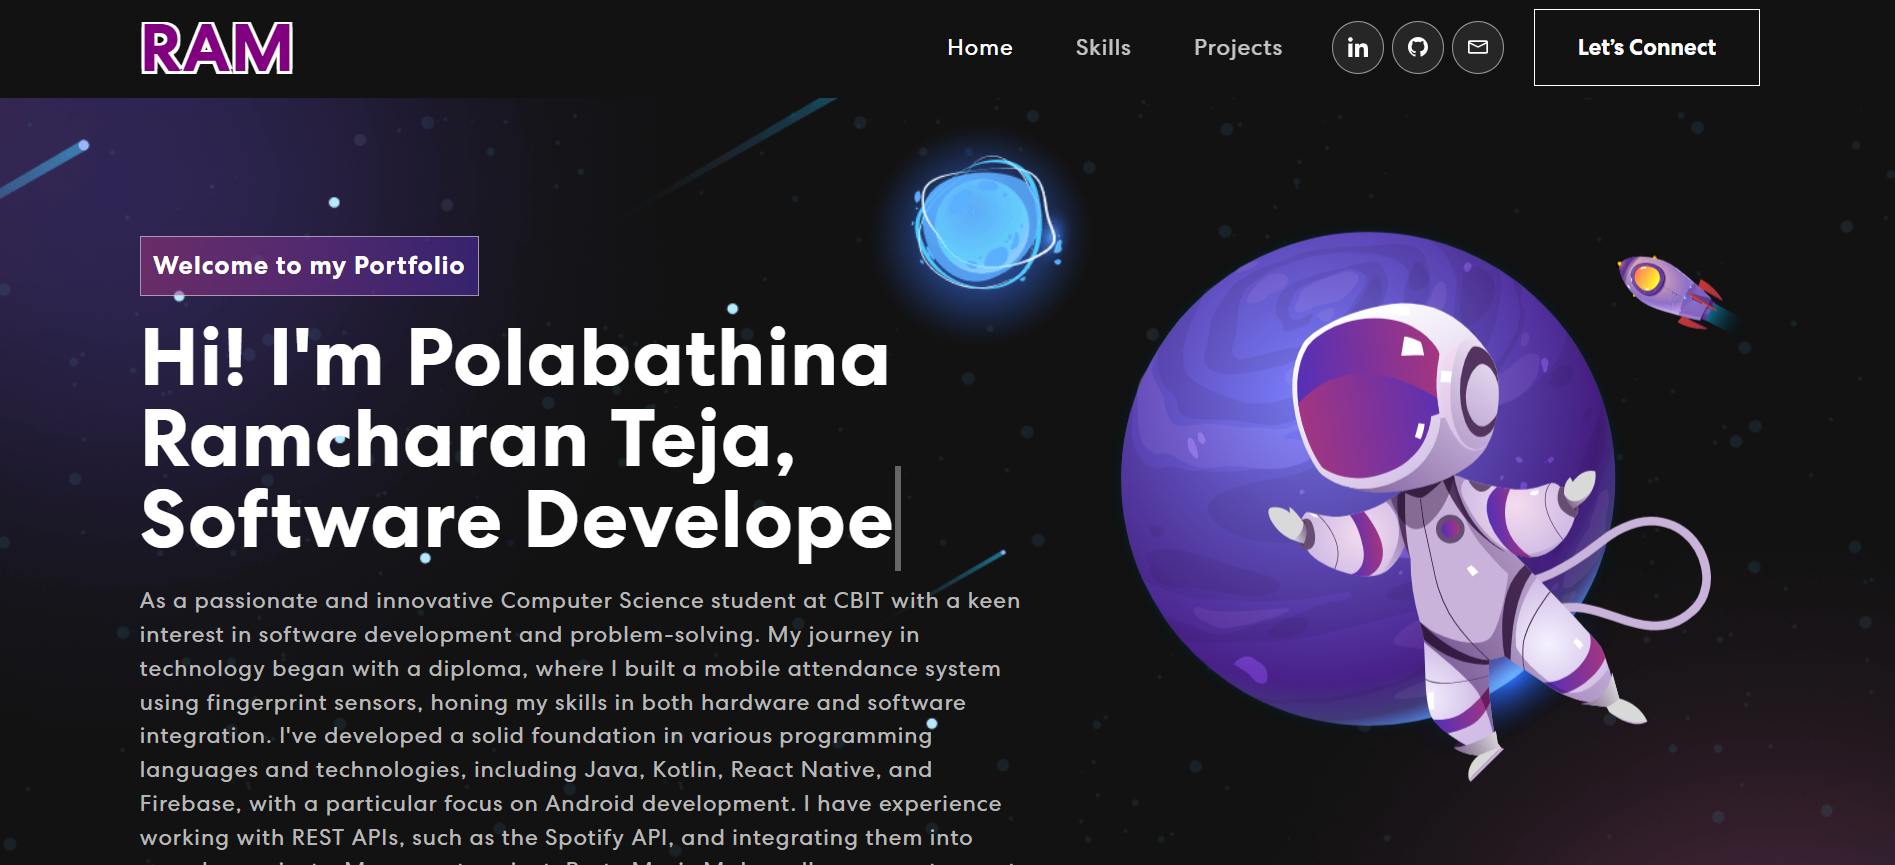 RAM
Home
Skills
Projects
in
Let’s Connect
Welcome to my Portfolio
Hi! I'm Polabathina
Ramcharan Teja,
Software Develope
As a passionate and innovative Computer Science student at CBIT with a keen
interest in software development and problem-solving. My journey in
technology began with a diploma, where I built a mobile attendance system
using fingerprint sensors, honing my skills in both hardware and software
integration. I've developed a solid foundation in various programming
languages and technologies, including Java, Kotlin, React Native, and
Firebase, with a particular focus on Android development. I have experience
working with REST APIs, such as the Spotify API, and integrating them into